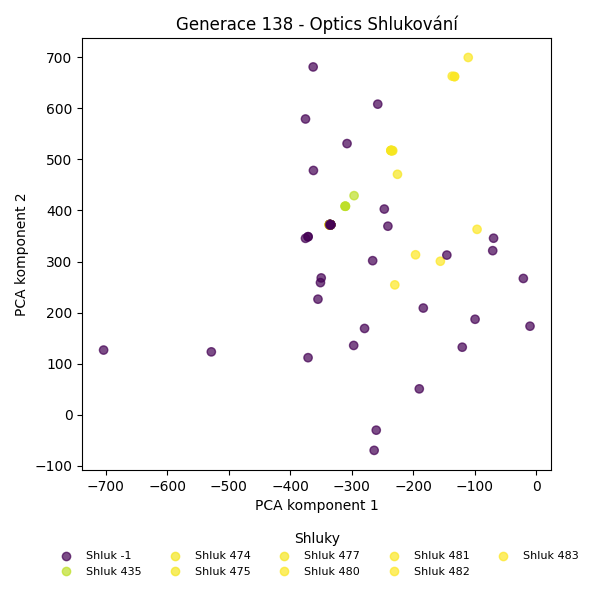 Generace 138 - Optics Shlukování
PCA komponent 2
700
600
500
400
300
200
100
0
−100
−700 −600 −500 −400 −300 −200 −100 0
PCA komponent 1
Shluky
Shluk -1 Shluk 474 Shluk 477 Shluk 481 Shluk 483
Shluk 435 Shluk 475 Shluk 480 Shluk 482